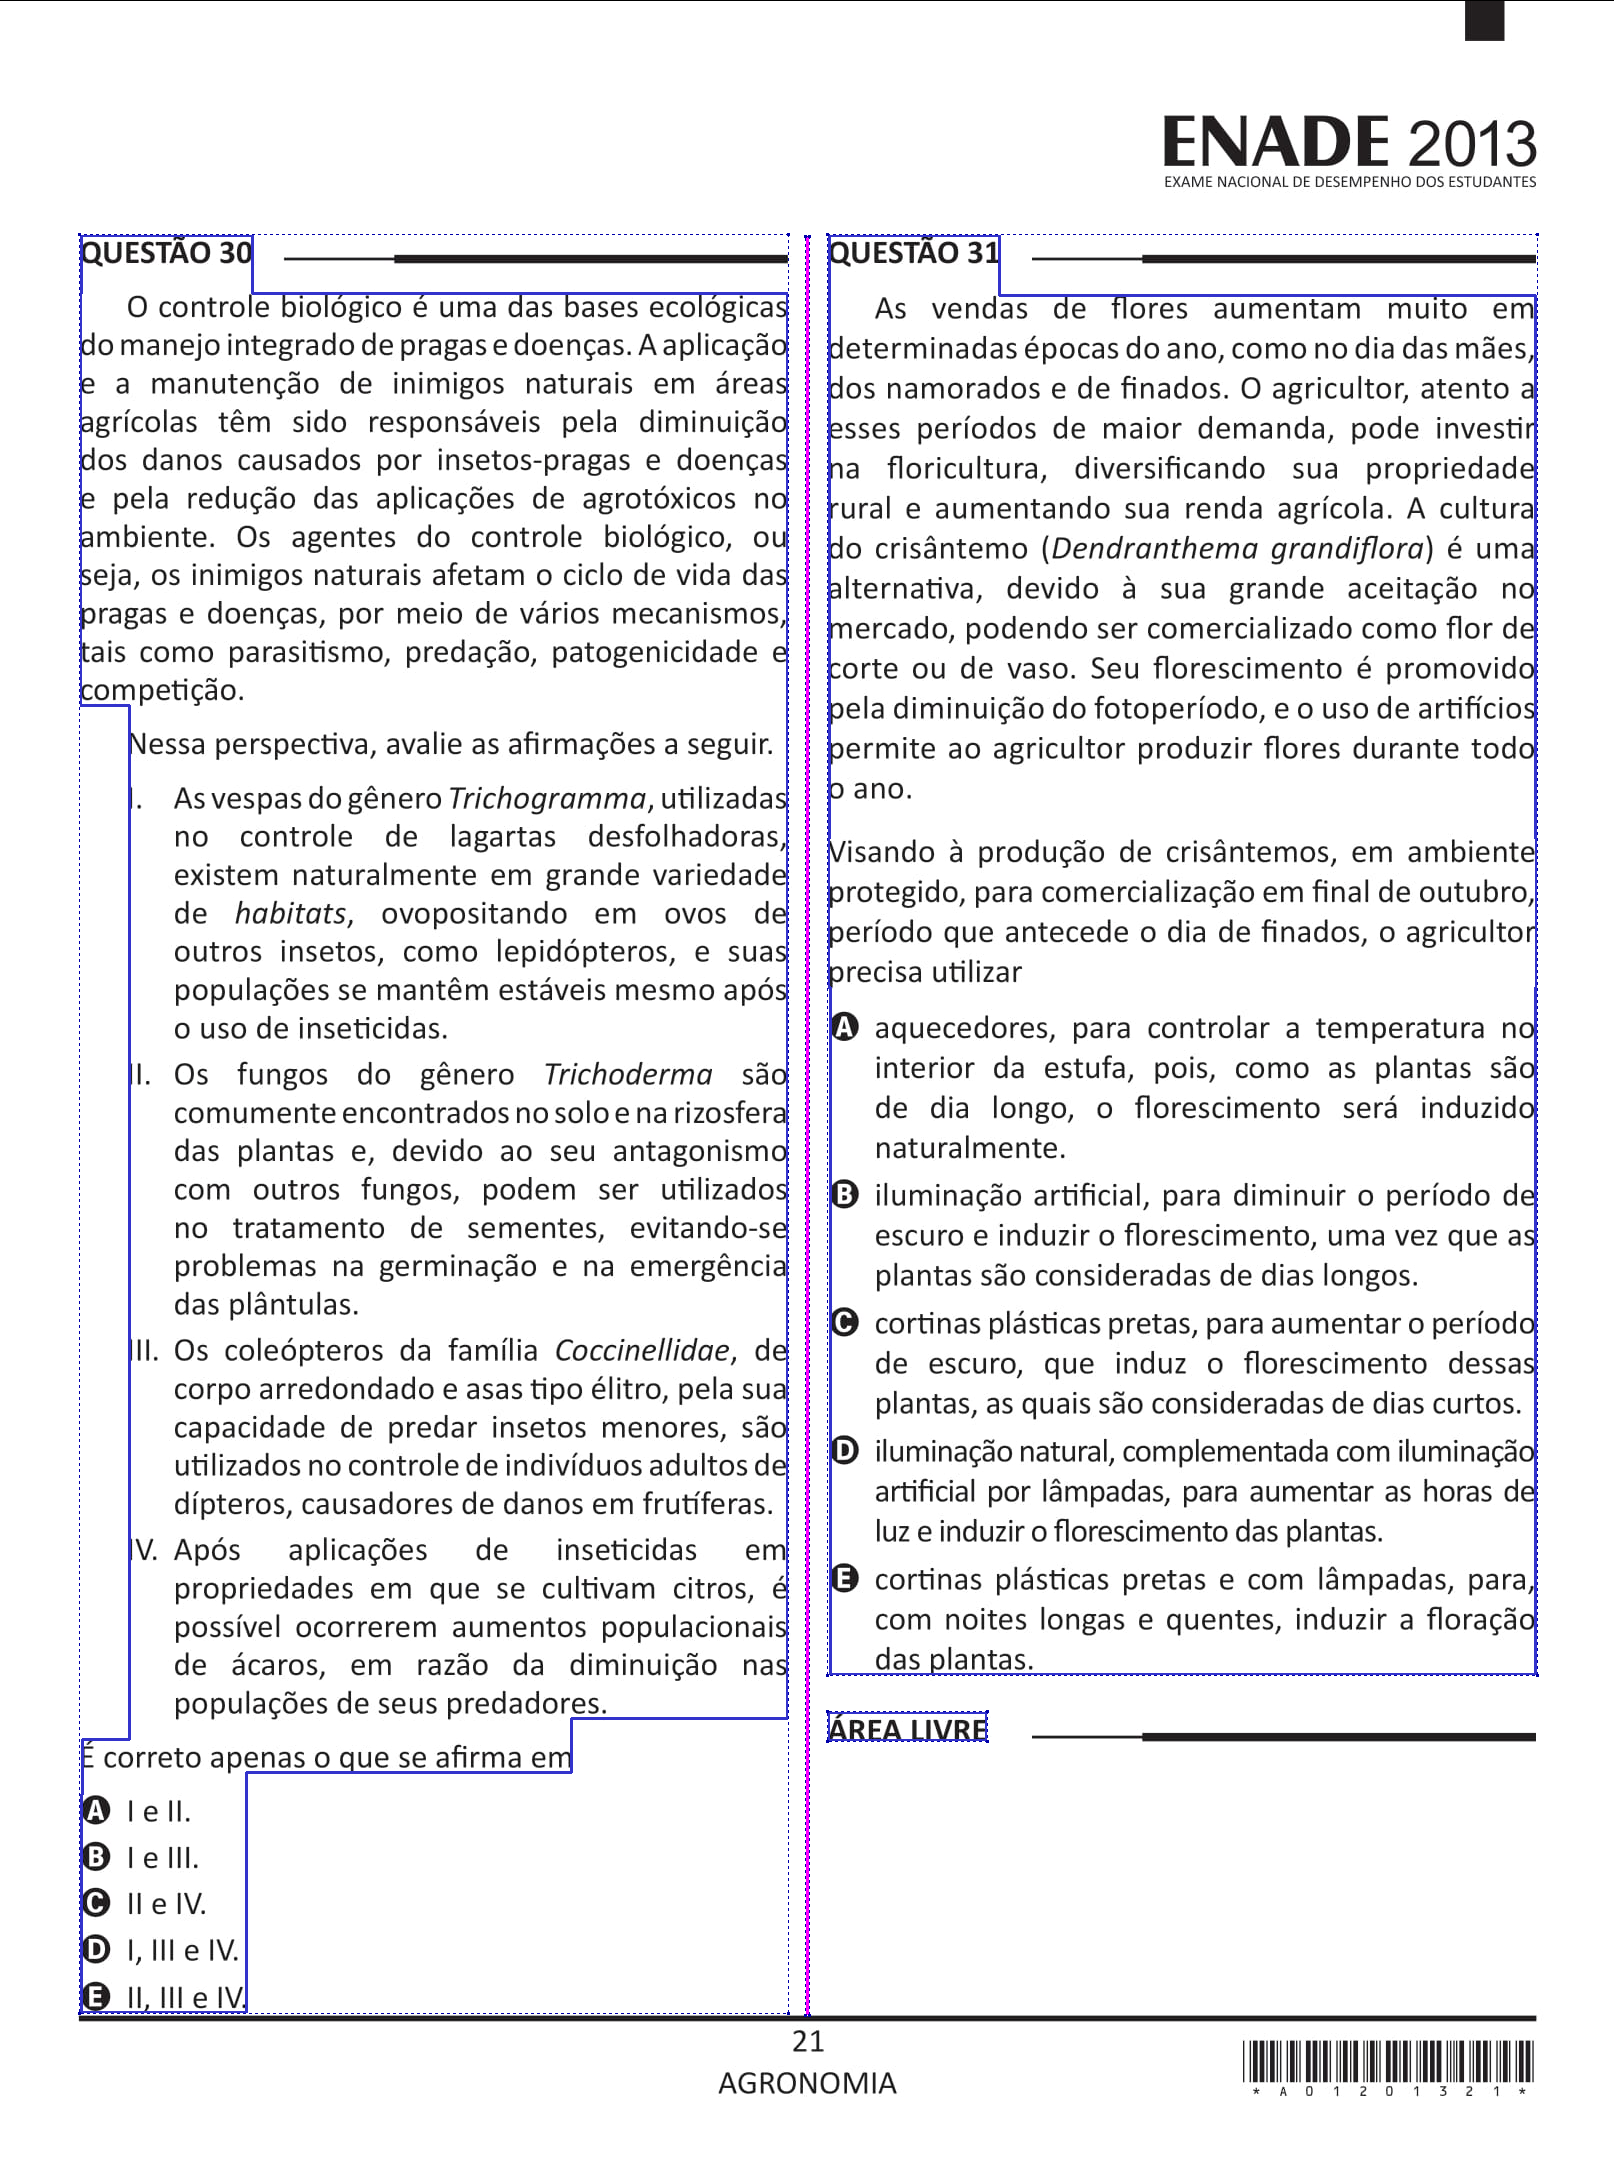 ENADE 2013
EXAME NACIONAL DE DESEMPENHO DOS ESTUDANTES
QUESTÃO 30
O controle biológico é uma das bases ecológicas
do manejo integrado de pragas e doenças. A aplicação
e a manutenção de inimigos naturais em áreas
agrícolas têm sido responsáveis pela diminuição
dos danos causados por insetos-pragas e doenças
e pela redução das aplicações de agrotóxicos no
ambiente. Os agentes do controle biológico, ou
seja, os inimigos naturais afetam o ciclo de vida das
pragas e doenças, por meio de vários mecanismos,
tais como parasitismo, predação, patogenicidade e
competição.
Nessa perspectiva, avalie as afirmações a seguir.
I. As vespas do gênero Trichogramma, utilizadas
no controle de lagartas desfolhadoras,
existem naturalmente em grande variedade
de habitats, ovopositando em ovos de
outros insetos, como lepidópteros, e suas
populações se mantêm estáveis mesmo após
o uso de inseticidas.
II. Os fungos do gênero Trichoderma são
comumente encontrados no solo e na rizosfera
das plantas e, devido ao seu antagonismo
com outros fungos, podem ser utilizados
no tratamento de sementes, evitando-se
problemas na germinação e na emergência
das plântulas.
III. Os coleópteros da família Coccinellidae, de
corpo arredondado e asas tipo élitro, pela sua
capacidade de predar insetos menores, são
utilizados no controle de indivíduos adultos de
dípteros, causadores de danos em frutíferas.
IV. Após aplicações de inseticidas em
propriedades em que se cultivam citros, é
possível ocorrerem aumentos populacionais
de ácaros, em razão da diminuição nas
populações de seus predadores.
É correto apenas o que se afirma em
A I e II.
B I e III.
C II e IV.
D I, III e IV.
E II, III e IV.
QUESTÃO 31
As vendas de flores aumentam muito em
determinadas épocas do ano, como no dia das mães,
dos namorados e de finados. O agricultor, atento a
esses períodos de maior demanda, pode investir
na floricultura, diversificando sua propriedade
rural e aumentando sua renda agrícola. A cultura
do crisântemo (Dendranthema grandiflora) é uma
alternativa, devido à sua grande aceitação no
mercado, podendo ser comercializado como flor de
corte ou de vaso. Seu florescimento é promovido
pela diminuição do fotoperíodo, e o uso de artifícios
permite ao agricultor produzir flores durante todo
o ano.
Visando à produção de crisântemos, em ambiente
protegido, para comercialização em final de outubro,
período que antecede o dia de finados, o agricultor
precisa utilizar
A aquecedores, para controlar a temperatura no
interior da estufa, pois, como as plantas são
de dia longo, o florescimento será induzido
naturalmente.
B iluminação artificial, para diminuir o período de
escuro e induzir o florescimento, uma vez que as
plantas são consideradas de dias longos.
C cortinas plásticas pretas, para aumentar o período
de escuro, que induz o florescimento dessas
plantas, as quais são consideradas de dias curtos.
D iluminação natural, complementada com iluminação
artificial por lâmpadas, para aumentar as horas de
luz e induzir o florescimento das plantas.
E cortinas plásticas pretas e com lâmpadas, para,
com noites longas e quentes, induzir a floração
das plantas.
ÁREA LIVRE
21
AGRONOMIA
* A 0 1 2 0 1 3 2 1 *